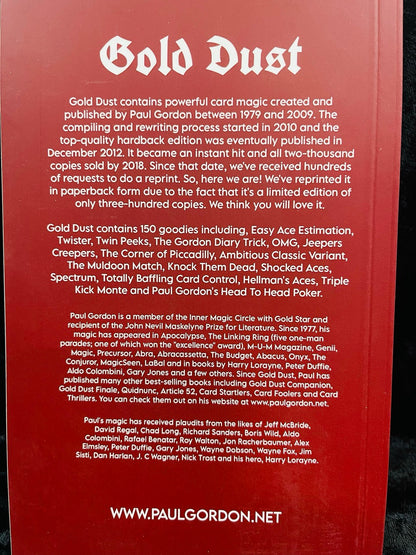 Gold Dust
Gold Dust contains powerful card magic created and
published by Paul Gordon between 1979 and 2009. The
compiling and rewriting process started in 2010 and the
top-quality hardback edition was eventually published in
December 2012. It became an instant hit and all two-thousand
copies sold by 2018. Since that date, we've received hundreds
of requests to do a reprint. So, here we are! We've reprinted it
in paperback form due to the fact that it's a limited edition of
only three-hundred copies. We think you will love it.
Gold Dust contains 150 goodies including, Easy Ace Estimation,
Twister, Twin Peeks, The Gordon Diary Trick, OMG, Jeepers
Creepers, The Corner of Piccadilly, Ambitious Classic Variant,
The Muldoon Match, Knock Them Dead, Shocked Aces,
Spectrum, Totally Baffling Card Control, Hellman's Aces, Triple
Kick Monte and Paul Gordon's Head To Head Poker.
Paul Gordon is a member of the Inner Magic Circle with Gold Star and
recipient of the John Nevil Maskelyne Prize for Literature. Since 1977, his
magic has appeared in Apocalypse, The Linking Ring (five one-man
parades; one of which won the "excellence" award), M-U-M Magazine, Genii,
Magic, Precursor, Abra, Abracassetta, The Budget, Abacus, Onyx, The
Conjuror, MagicSeen, LaBal and in books by Harry Lorayne, Peter Duffie,
Aldo Colombini, Gary Jones and a few others. Since Gold Dust, Paul has
published many other best-selling books including Gold Dust Companion,
Gold Dust Finale, Quidnunc, Article 52, Card Startlers, Card Foolers and Card
Thrillers. You can check them out on his website at www.paulgordon.net.
Paul's magic has received plaudits from the likes of Jeff McBride,
David Regal, Chad Long, Richard Sanders, Boris Wild, Aldo
Colombini, Rafael Benatar, Roy Walton, Jon Racherbaumer, Alex
Elmsley, Peter Duffie, Gary Jones, Wayne Dobson, Wayne Fox, Jim
Sisti, Dan Harlan, J. C Wagner, Nick Trost and his hero, Harry Lorayne.
WWW.PAULGORDON.NET